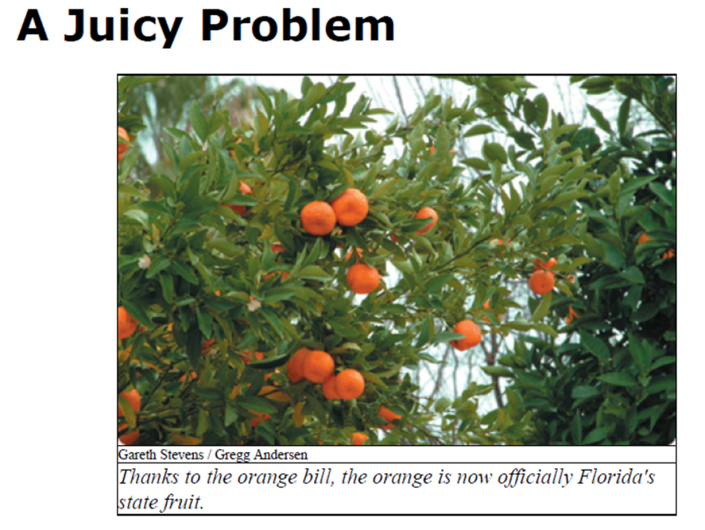 A Juicy Problem
Gareth Stevens / Gregg Andersen
Thanks to the orange bill, the orange is now officially Florida's
state fruit.